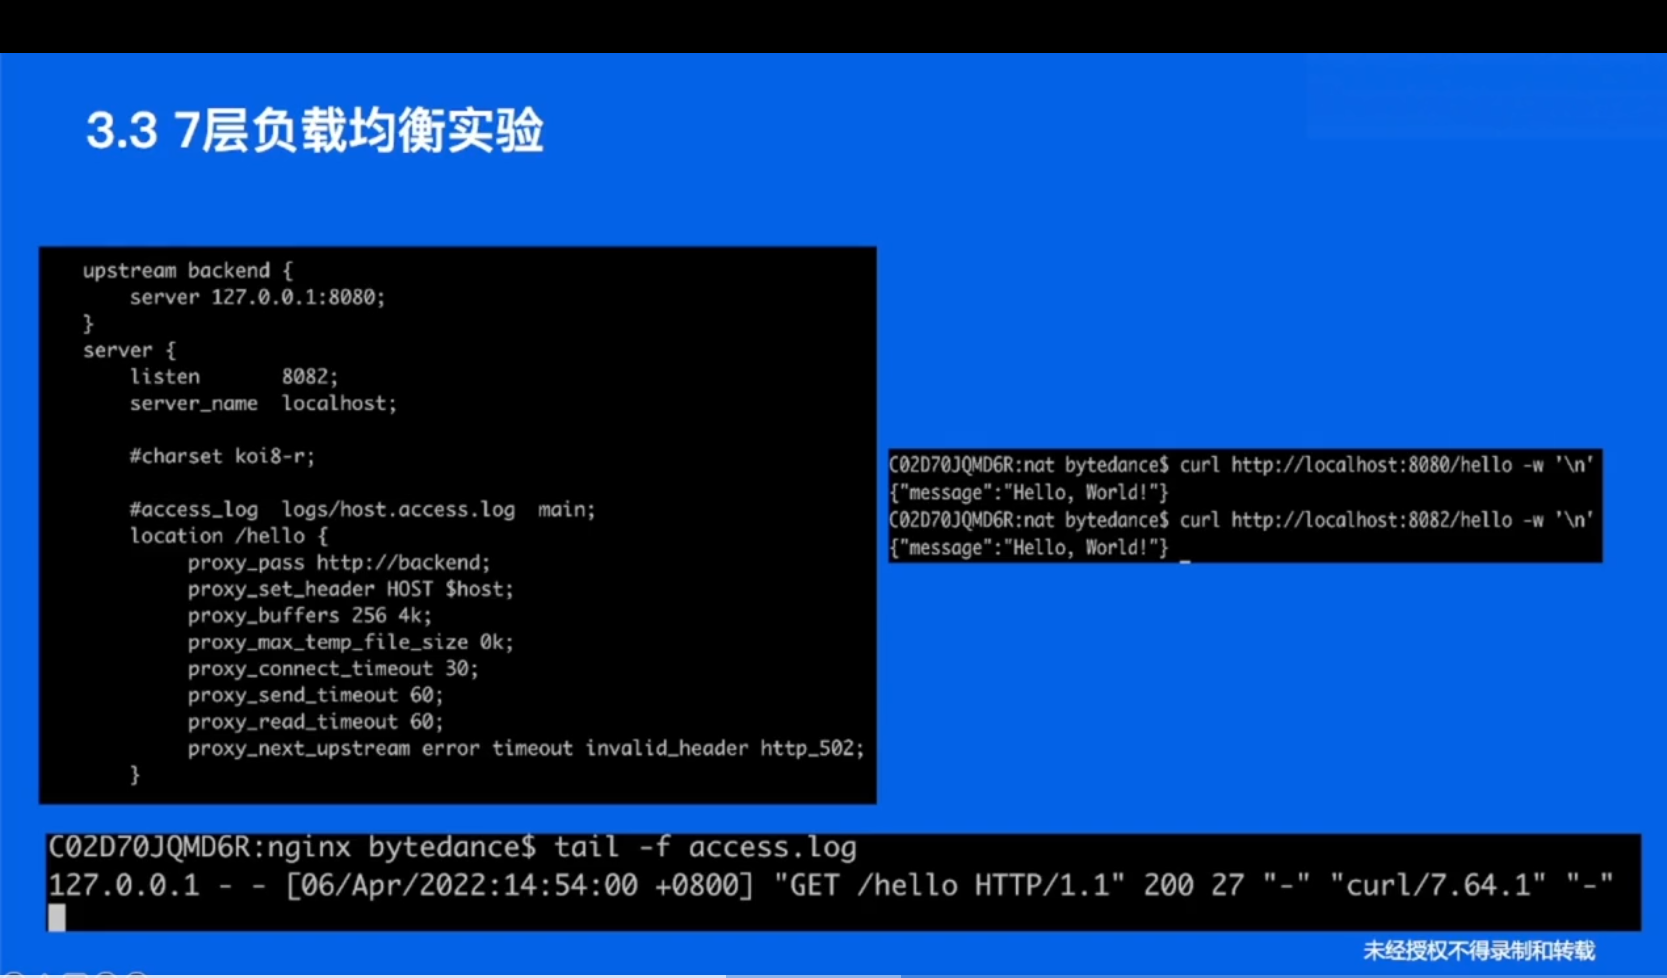 3.3 7层负载均衡实验
upstream backend {
    server 127.0.0.1:8080;
}
server {
    listen       8082;
    server_name  localhost;
    #charset koi8-r;
    #access_log  logs/host.access.log  main;
    location /hello {
         proxy_pass http://backend;
         proxy_set_header HOST $host;
         proxy_buffers 256 4k;
         proxy_max_temp_file_size 0k;
         proxy_connect_timeout 30;
         proxy_send_timeout 60;
         proxy_read_timeout 60;
         proxy_next_upstream error timeout invalid_header http_502;
    }
C02D70JQMD6R:nat bytedance$ curl http://localhost:8080/hello -w '\n'
{"message":"Hello, World!"}
C02D70JQMD6R:nat bytedance$ curl http://localhost:8082/hello -w '\n'
{"message":"Hello, World!"}
C02D70JQMD6R:nginx bytedance$ tail -f access.log
127.0.0.1 - - [06/Apr/2022:14:54:00 +0800] "GET /hello HTTP/1.1" 200 27 "-" "curl/7.64.1" "-"
未经授权不得录制和转载